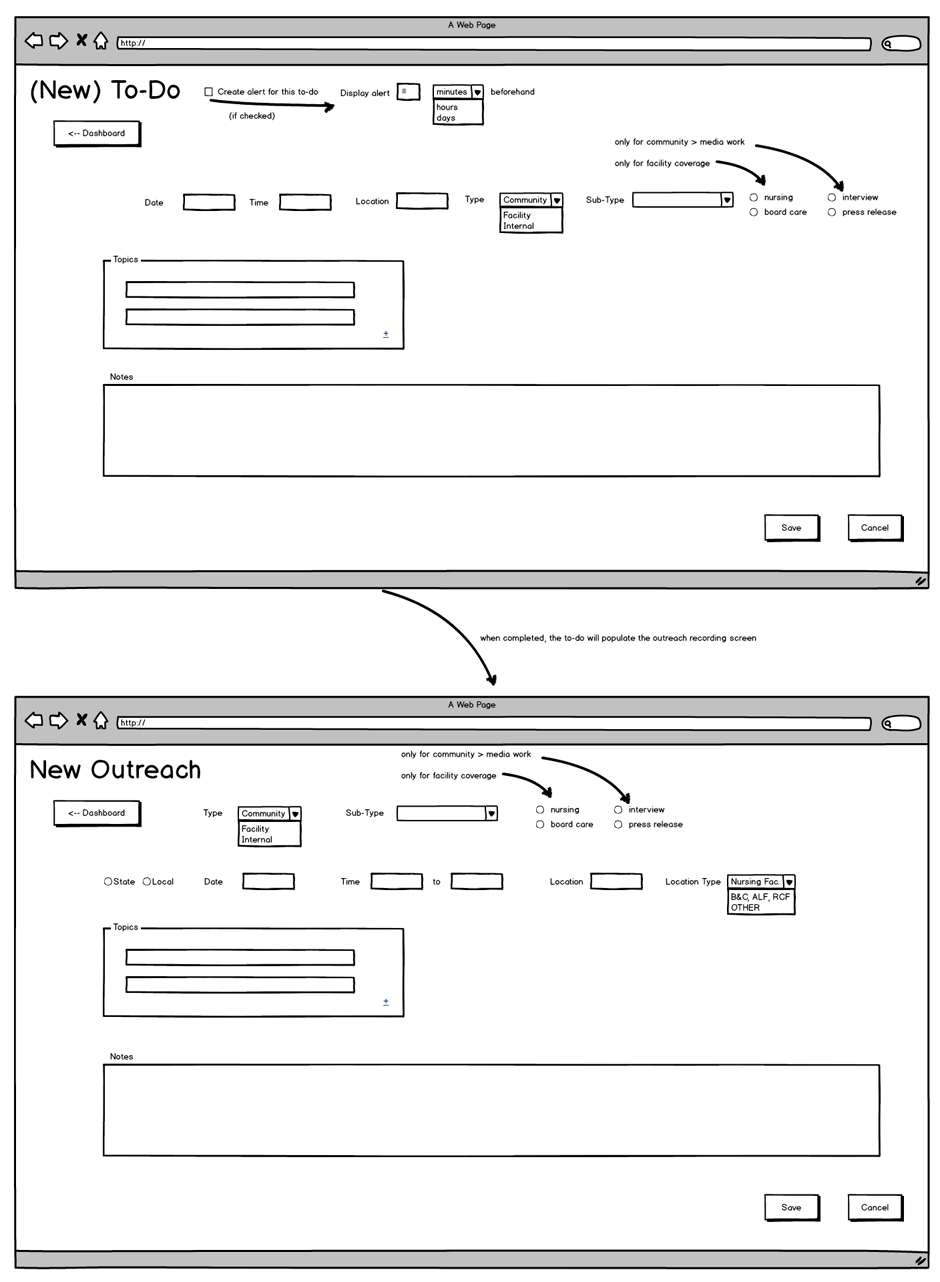 A Web Page
http://
(New) To-Do
Create alert for this to-do
Display alert
#
minutes
beforehand
hours
days
(if checked)
<-- Dashboard
only for community > media work
only for facility coverage
Date
Time
Location
Type
Community
Facility
Internal
Sub-Type
nursing
interview
board care
press release
Topics
+
Notes
Save
Cancel
when completed, the to-do will populate the outreach recording screen
A Web Page
http://
New Outreach
only for community > media work
only for facility coverage
<-- Dashboard
Type
Community
Facility
Internal
Sub-Type
nursing
interview
board care
press release
State
Local
Date
Time
to
Location
Location Type
Nursing Fac.
B&C, ALF, RCF
OTHER
Topics
+
Notes
Save
Cancel